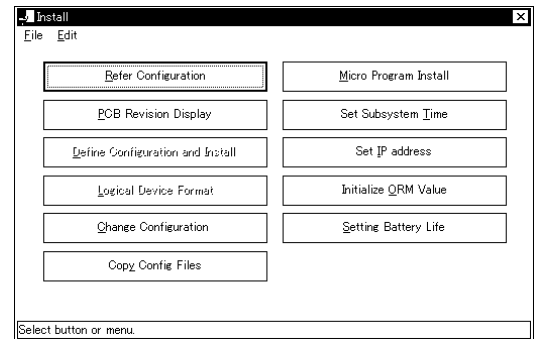 Install
File Edit
Refer Configuration
Micro Program Install
PCB Revision Display
Set Subsystem Time
Define Configuration and Install
Set IP address
Logical Device Format
Initialize ORM Value
Change Configuration
Setting Battery Life
Copy Config Files
Select button or menu.